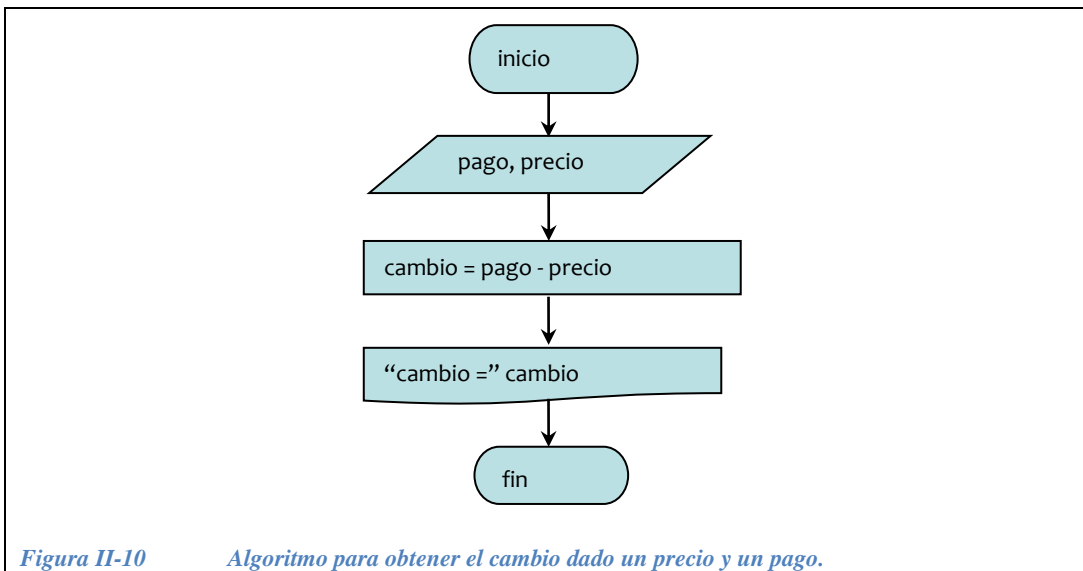 inicio
pago, precio
cambio = pago - precio
“cambio =” cambio
fin
Figura II-10 Algoritmo para obtener el cambio dado un precio y un pago.